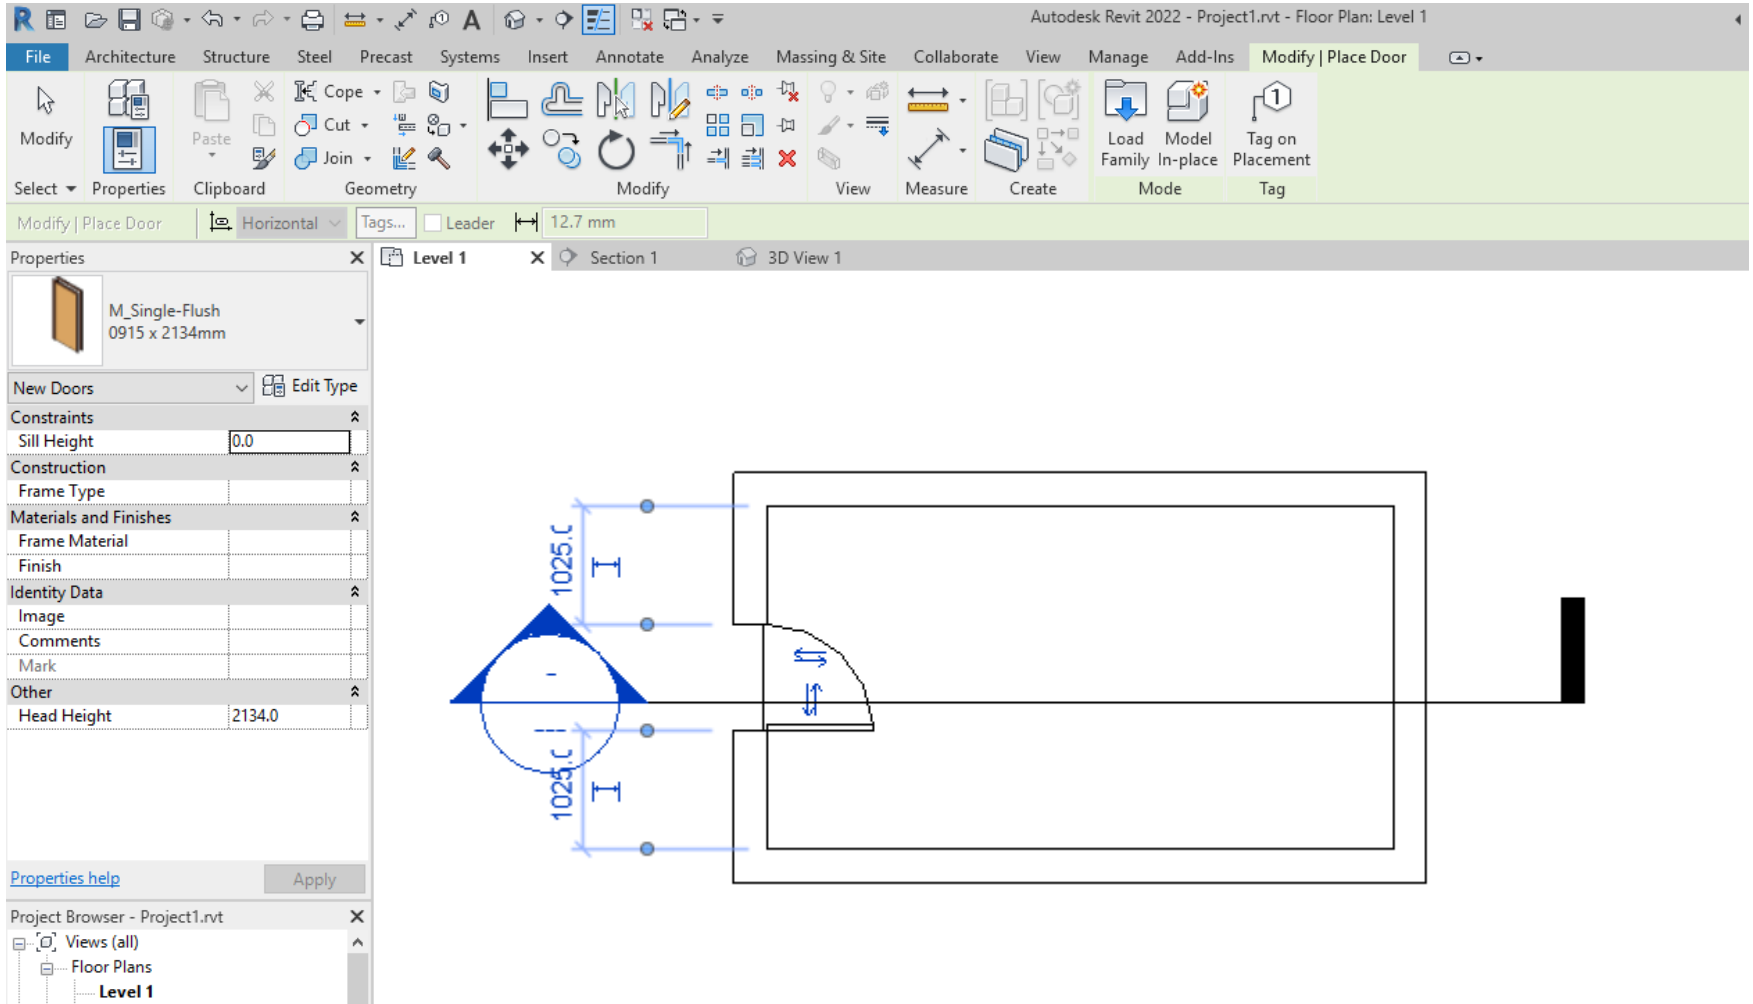 Autodesk Revit 2022 - Project1.rvt - Floor Plan: Level 1
File Architecture Structure Steel Precast Systems Insert Annotate Analyze Massing & Site Collaborate View Manage Add-Ins Modify | Place Door
Modify
Paste
Cope
Cut
Join
Load Family
Model In-place
Tag on Placement
Select Properties Clipboard Geometry Modify View Measure Create Mode Tag
Modify | Place Door Horizontal Tags... Leader 12.7 mm
Properties
Level 1 Section 1 3D View 1
M_Single-Flush
0915 x 2134mm
New Doors Edit Type
Constraints
Sill Height 0.0
Construction
Frame Type
Materials and Finishes
Frame Material
Finish
Identity Data
Image
Comments
Mark
Other
Head Height 2134.0
Properties help Apply
Project Browser - Project1.rvt
Views (all)
Floor Plans
Level 1
1025.
1025.